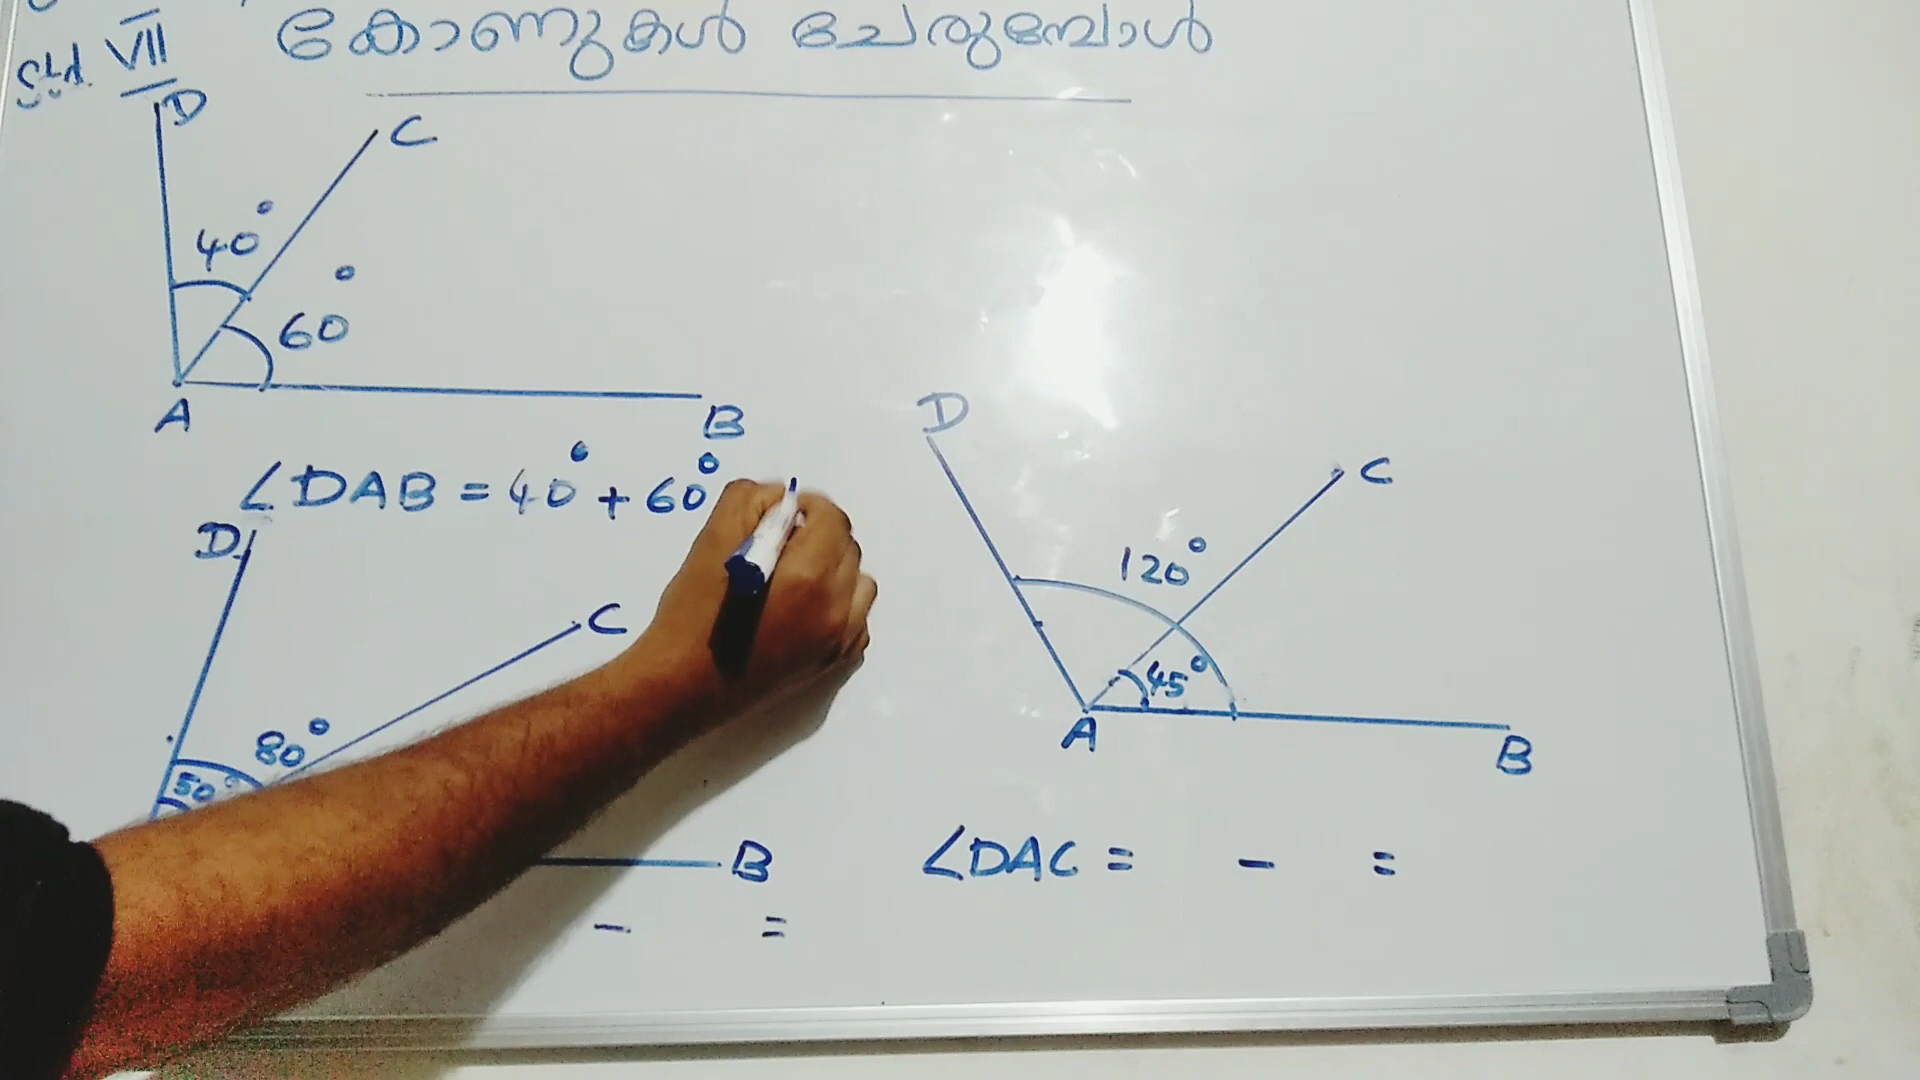 Std VII
കോണുകൾ ചേരുമ്പോൾ
D
C
40°
60°
A
B
∠DAB = 40° + 60°
D
C
80°
50°
B
- =
D
C
120°
45°
A
B
∠DAC = - =